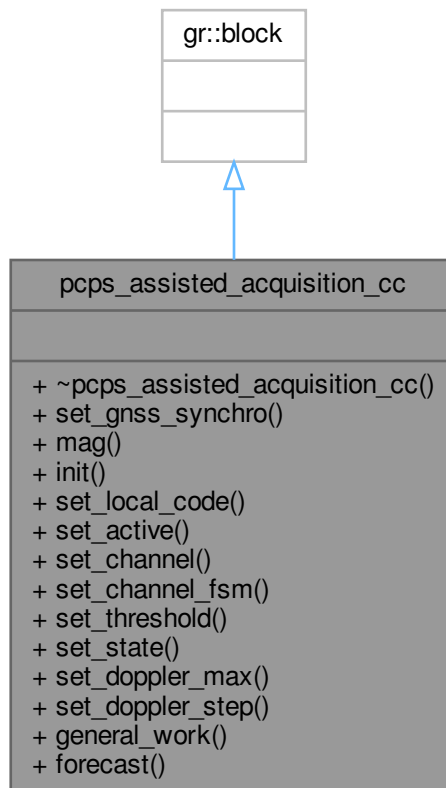 gr::block
pcps_assisted_acquisition_cc
+ ~pcps_assisted_acquisition_cc()
+ set_gnss_synchro()
+ mag()
+ init()
+ set_local_code()
+ set_active()
+ set_channel()
+ set_channel_fsm()
+ set_threshold()
+ set_state()
+ set_doppler_max()
+ set_doppler_step()
+ general_work()
+ forecast()